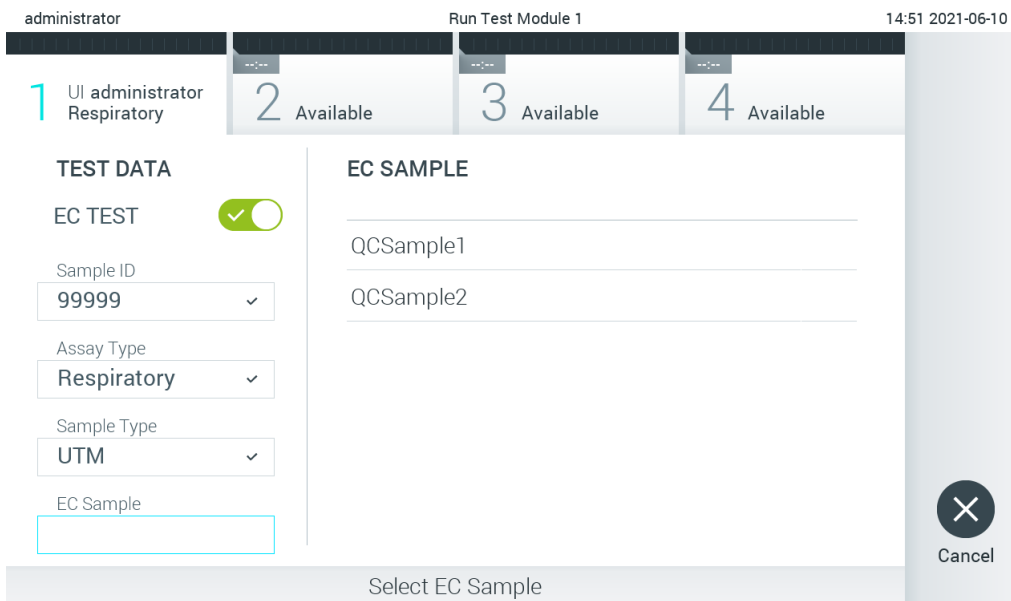 administrator Run Test Module 1 14:51 2021-06-10
--:-- --:-- --:--
1 UI administrator
Respiratory
2 Available
3 Available
4 Available
TEST DATA
EC TEST
Sample ID
99999
Assay Type
Respiratory
Sample Type
UTM
EC Sample
EC SAMPLE
QCSample1
QCSample2
Cancel
Select EC Sample